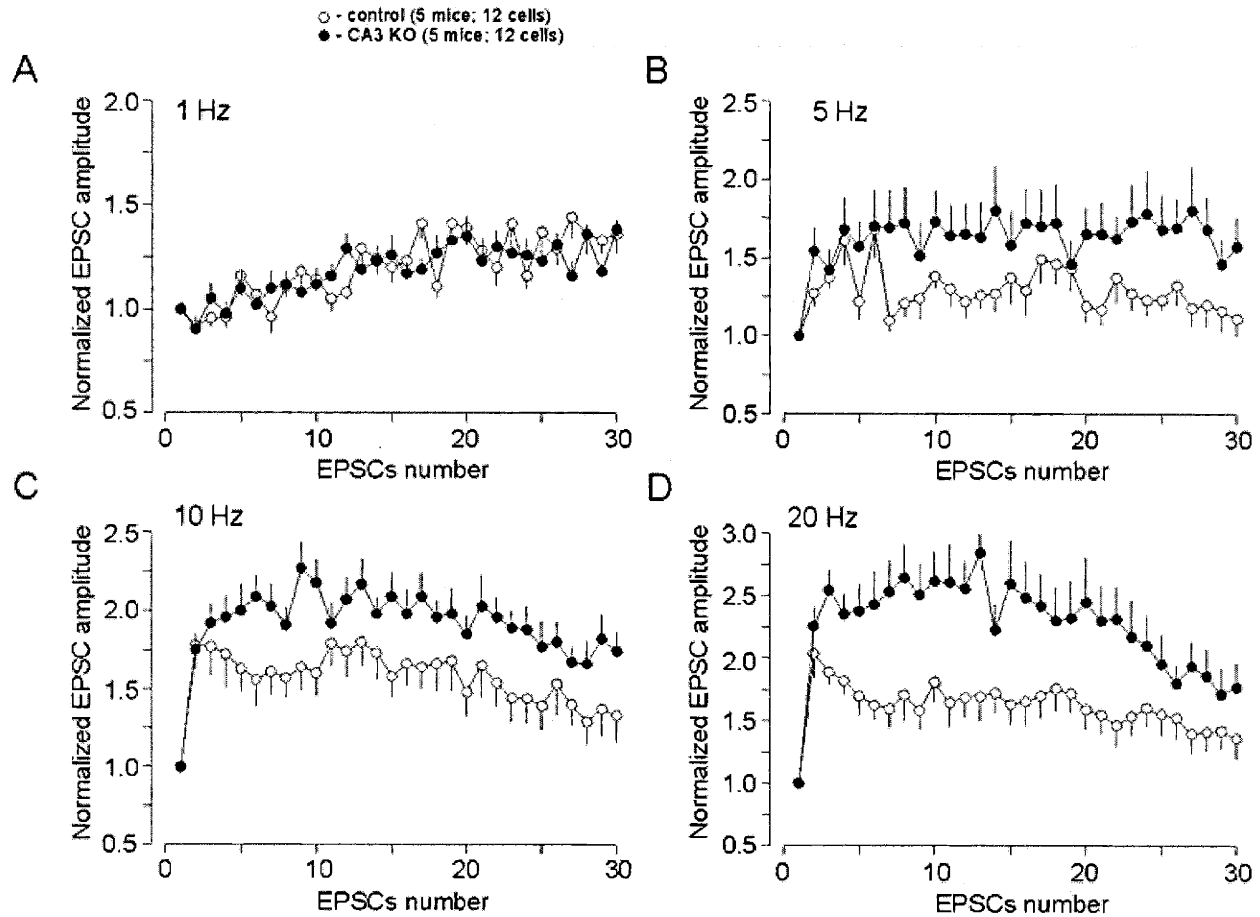 ○ - control (5 mice; 12 cells)
● - CA3 KO (5 mice; 12 cells)
A
1 Hz
Normalized EPSC amplitude
2.0
1.5
1.0
0.5
0 10 20 30
EPSCs number
B
5 Hz
Normalized EPSC amplitude
2.5
2.0
1.5
1.0
0.5
0 10 20 30
EPSCs number
C
10 Hz
Normalized EPSC amplitude
2.5
2.0
1.5
1.0
0.5
0 10 20 30
EPSCs number
D
20 Hz
Normalized EPSC amplitude
3.0
2.5
2.0
1.5
1.0
0.5
0 10 20 30
EPSCs number